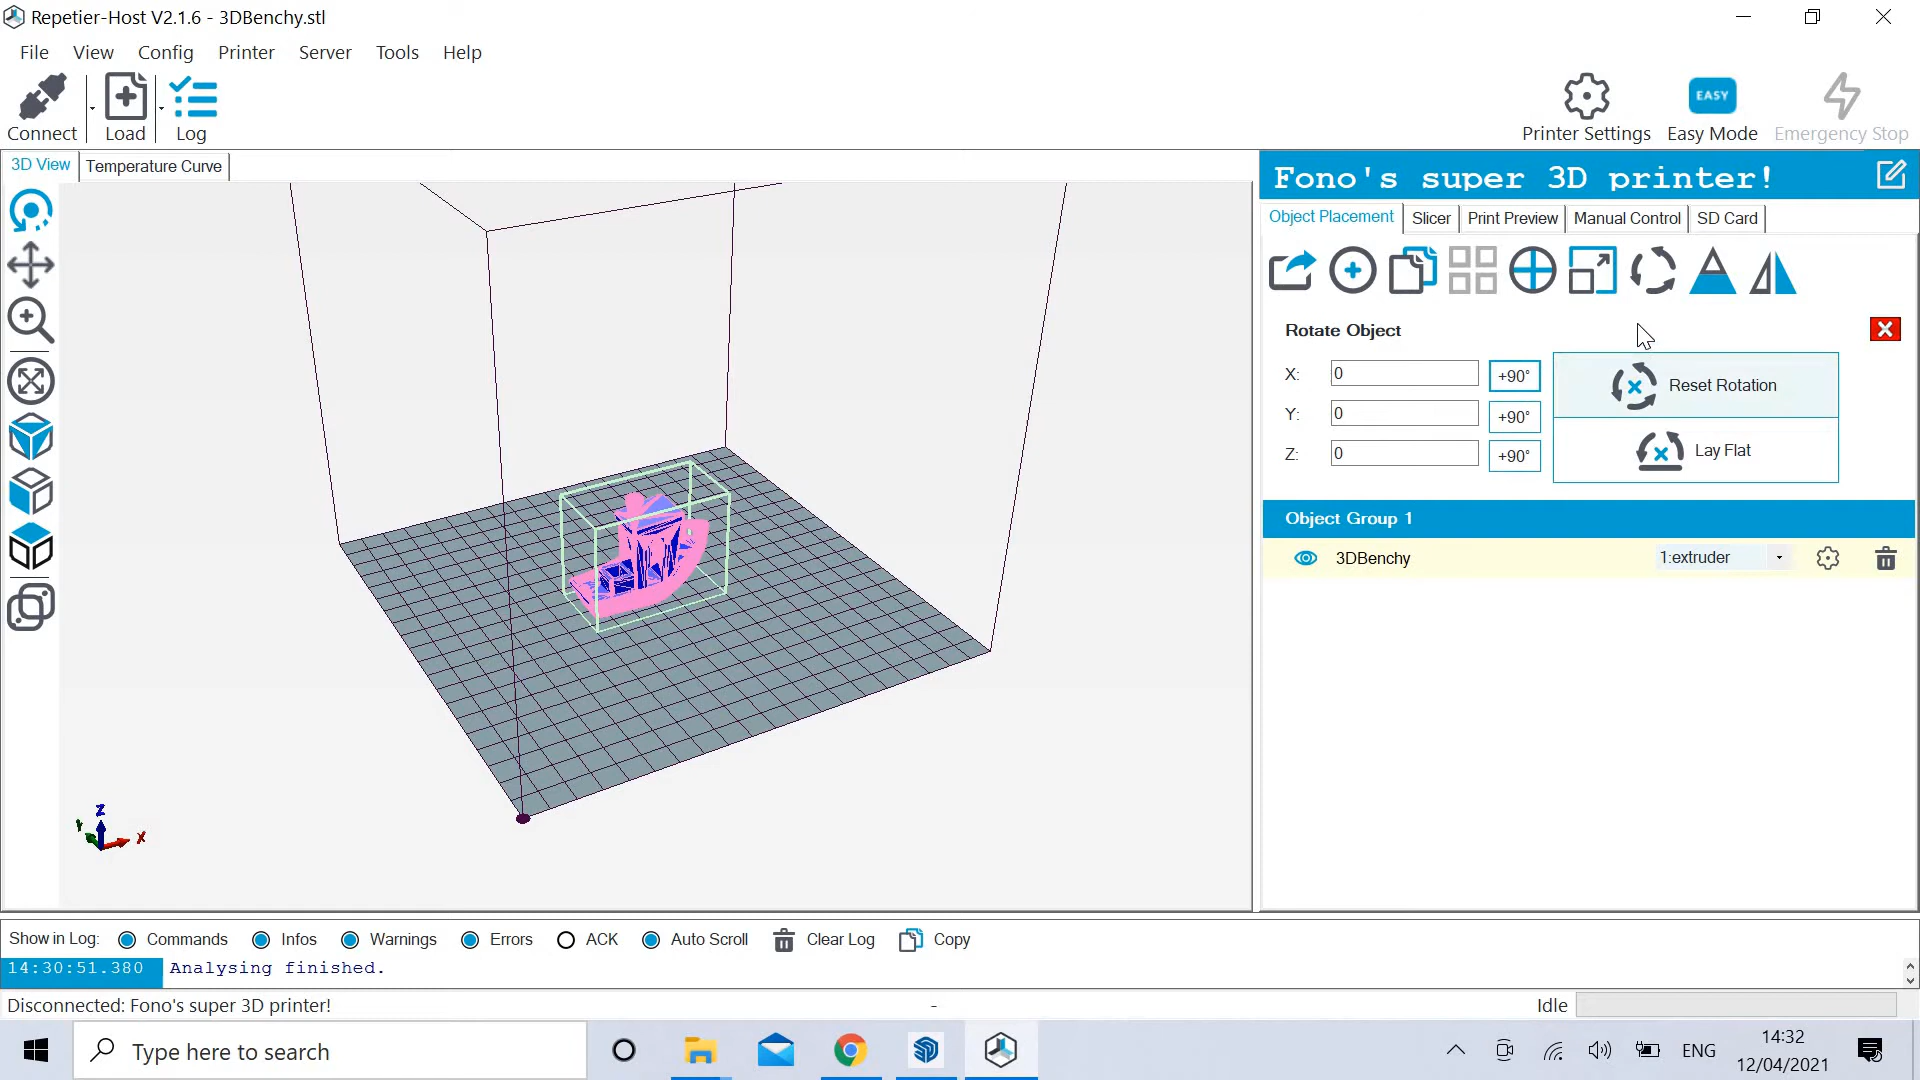 Repetier-Host V2.1.6 - 3DBenchy.stl
File View Config Printer Server Tools Help
Connect Load Log Printer Settings EASY Easy Mode Emergency Stop
3D View Temperature Curve
Fono's super 3D printer!
Object Placement Slicer Print Preview Manual Control SD Card
Rotate Object
X: 0 +90° Reset Rotation
Y: 0 +90°
Z: 0 +90° Lay Flat
Object Group 1
3DBenchy 1:extruder
Z
Y X
Show in Log: Commands Infos Warnings Errors ACK Auto Scroll Clear Log Copy
14:30:51.380 Analysing finished.
Disconnected: Fono's super 3D printer! - Idle
Type here to search ENG 14:32
12/04/2021